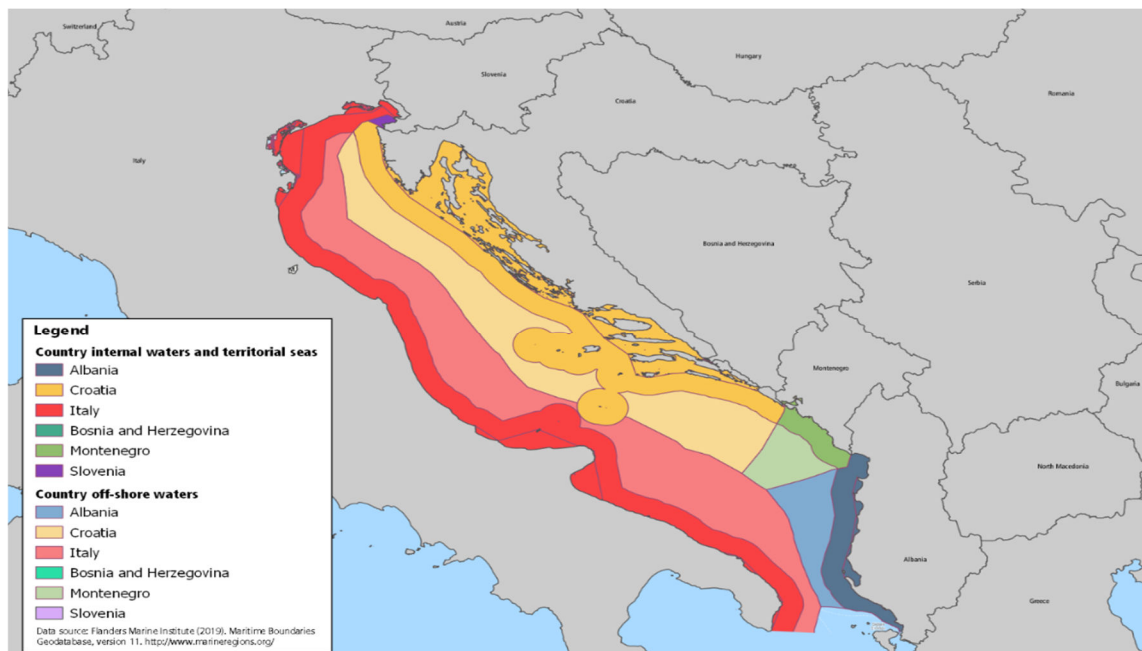 Switzerland
Austria
Hungary
Slovenia
Romania
Croatia
Italy
Bosnia and Herzegovina
Serbia
Montenegro
Bulgaria
North Macedonia
Albania
Greece
Legend
Country internal waters and territorial seas
Albania
Croatia
Italy
Bosnia and Herzegovina
Montenegro
Slovenia
Country off-shore waters
Albania
Croatia
Italy
Bosnia and Herzegovina
Montenegro
Slovenia
Data source: Flanders Marine Institute (2019). Maritime Boundaries
Geodatabase, version 11. http://www.marineregions.org/